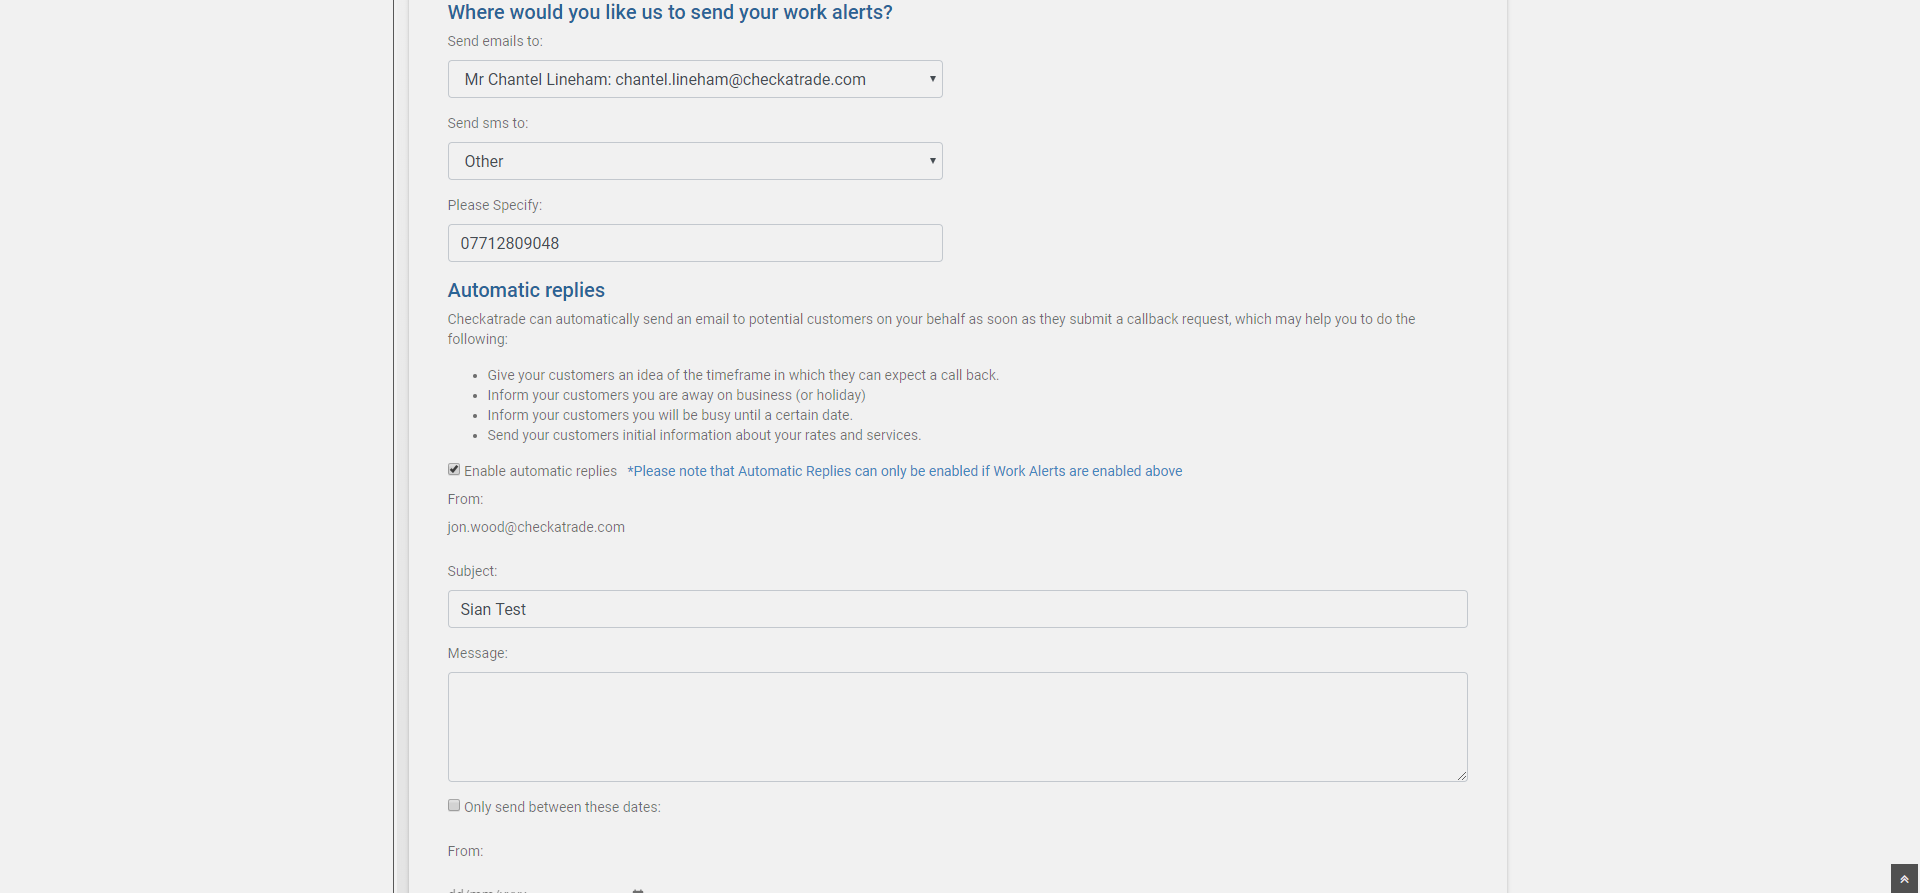 Where would you like us to send your work alerts?
Send emails to:
Mr Chantel Lineham: chantel.lineham@checkatrade.com
Send sms to:
Other
Please Specify:
07712809048
Automatic replies
Checkatrade can automatically send an email to potential customers on your behalf as soon as they submit a callback request, which may help you to do the
following:
Give your customers an idea of the timeframe in which they can expect a call back.
Inform your customers you are away on business (or holiday)
Inform your customers you will be busy until a certain date.
Send your customers initial information about your rates and services.
Enable automatic replies *Please note that Automatic Replies can only be enabled if Work Alerts are enabled above
From:
jon.wood@checkatrade.com
Subject:
Sian Test
Message:
Only send between these dates:
From: